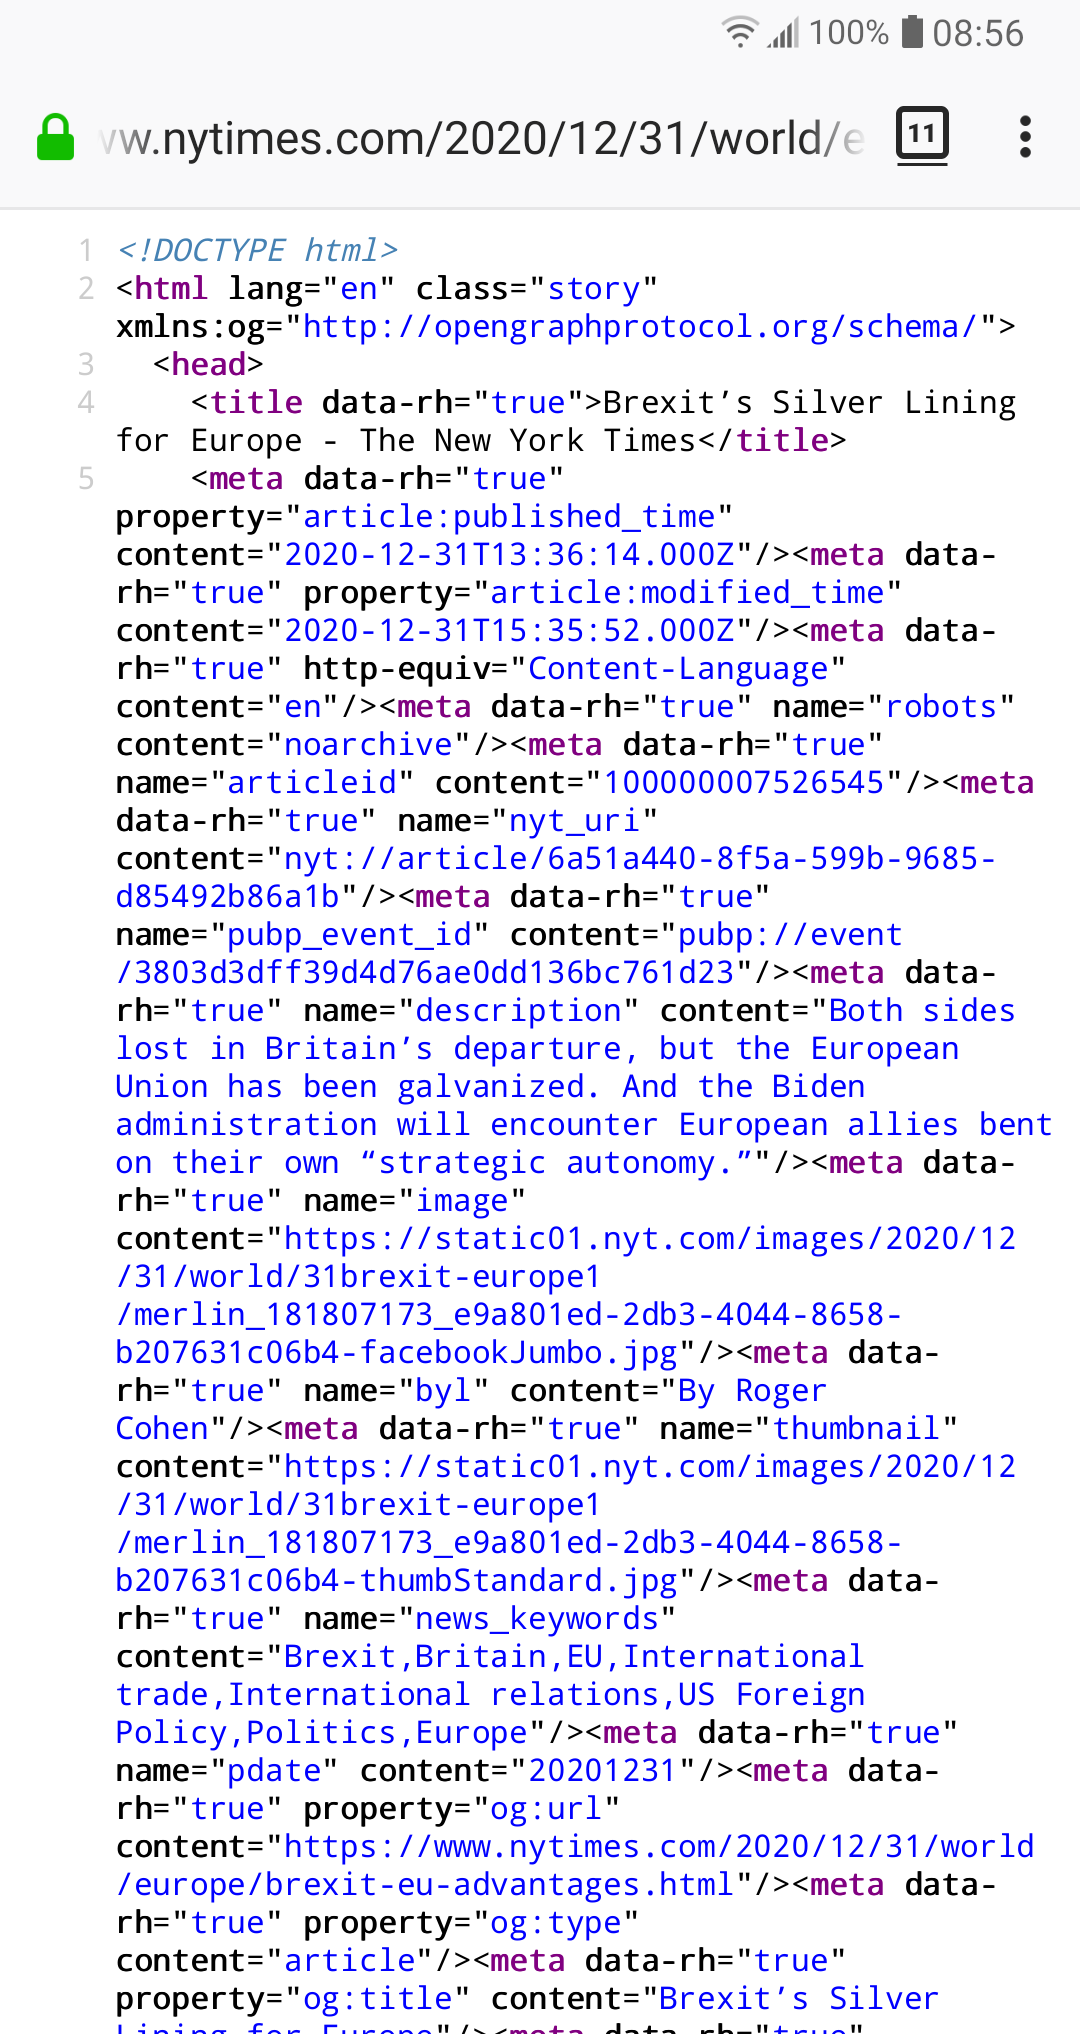 100% 08:56
ww.nytimes.com/2020/12/31/world/e 11
1 <!DOCTYPE html>
2 <html lang="en" class="story"
xmlns:og="http://opengraphprotocol.org/schema/">
3 <head>
4 <title data-rh="true">Brexit’s Silver Lining
for Europe - The New York Times</title>
5 <meta data-rh="true"
property="article:published_time"
content="2020-12-31T13:36:14.000Z"/><meta data-
rh="true" property="article:modified_time"
content="2020-12-31T15:35:52.000Z"/><meta data-
rh="true" http-equiv="Content-Language"
content="en"/><meta data-rh="true" name="robots"
content="noarchive"/><meta data-rh="true"
name="articleid" content="100000007526545"/><meta
data-rh="true" name="nyt_uri"
content="nyt://article/6a51a440-8f5a-599b-9685-
d85492b86a1b"/><meta data-rh="true"
name="pubp_event_id" content="pubp://event
/3803d3dff39d4d76ae0dd136bc761d23"/><meta data-
rh="true" name="description" content="Both sides
lost in Britain’s departure, but the European
Union has been galvanized. And the Biden
administration will encounter European allies bent
on their own “strategic autonomy.”"/><meta data-
rh="true" name="image"
content="https://static01.nyt.com/images/2020/12
/31/world/31brexit-europe1
/merlin_181807173_e9a801ed-2db3-4044-8658-
b207631c06b4-facebookJumbo.jpg"/><meta data-
rh="true" name="byl" content="By Roger
Cohen"/><meta data-rh="true" name="thumbnail"
content="https://static01.nyt.com/images/2020/12
/31/world/31brexit-europe1
/merlin_181807173_e9a801ed-2db3-4044-8658-
b207631c06b4-thumbStandard.jpg"/><meta data-
rh="true" name="news_keywords"
content="Brexit,Britain,EU,International
trade,International relations,US Foreign
Policy,Politics,Europe"/><meta data-rh="true"
name="pdate" content="20201231"/><meta data-
rh="true" property="og:url"
content="https://www.nytimes.com/2020/12/31/world
/europe/brexit-eu-advantages.html"/><meta data-
rh="true" property="og:type"
content="article"/><meta data-rh="true"
property="og:title" content="Brexit’s Silver
Lining for Europe"/><meta data-rh="true"